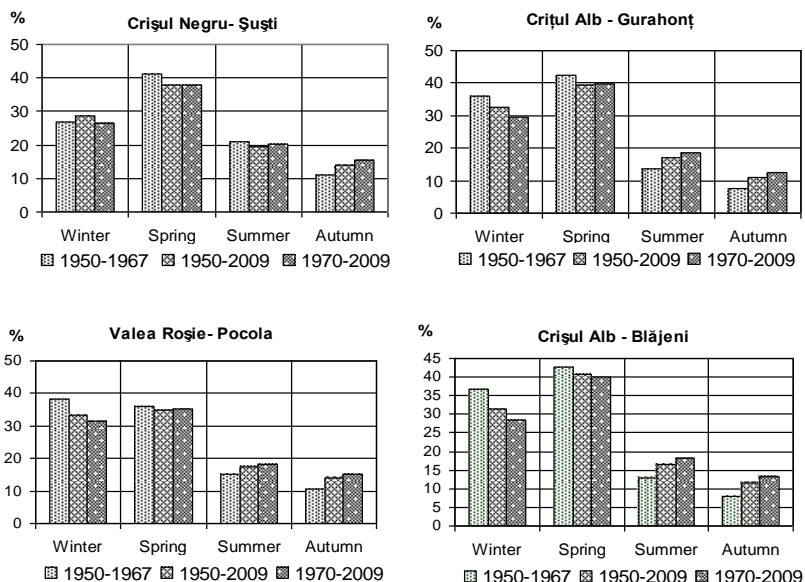 %
Crişul Negru- Şuşti
50
40
30
20
10
0
Winter Spring Summer Autumn
1950-1967 1950-2009 1970-2009
%
Criţul Alb - Gurahonţ
50
40
30
20
10
0
Winter Spring Summer Autumn
1950-1967 1950-2009 1970-2009
%
Valea Roşie- Pocola
50
40
30
20
10
0
Winter Spring Summer Autumn
1950-1967 1950-2009 1970-2009
%
Crişul Alb - Blăjeni
45
40
35
30
25
20
15
10
5
0
Winter Spring Summer Autumn
1950-1967 1950-2009 1970-2009